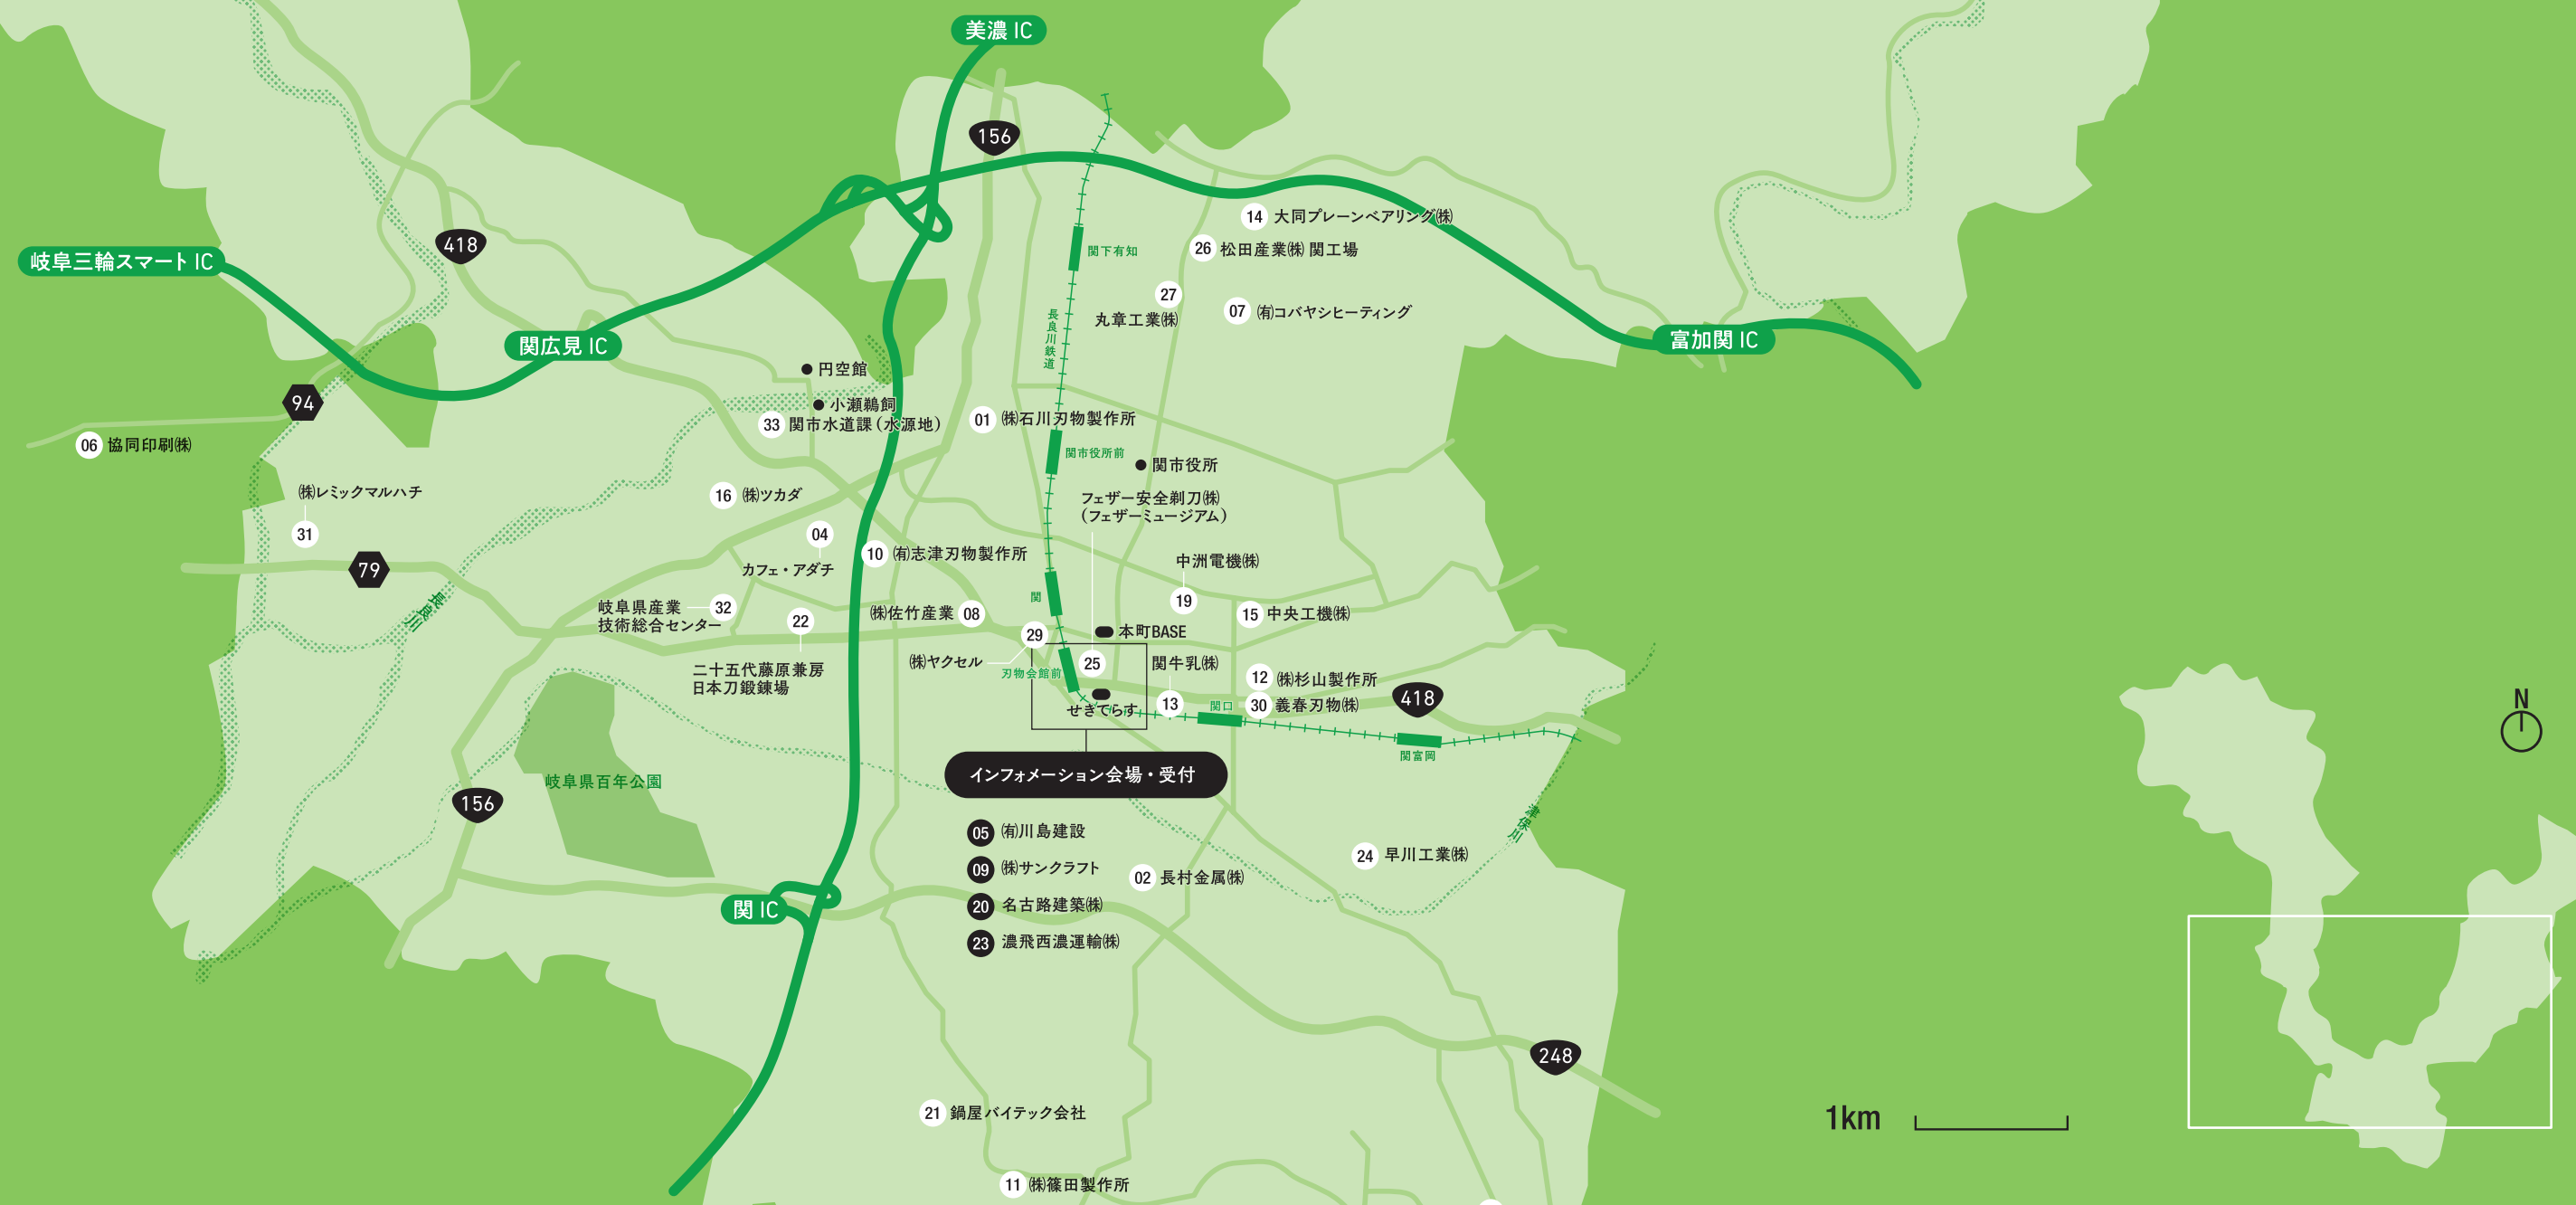 美濃 IC
156
418
14 大同プレーンベアリング㈱
26 松田産業㈱ 関工場
関下有知
岐阜三輪スマート IC
27
丸章工業㈱
07 ㈲コバヤシヒーティング
長良川鉄道
富加関 IC
関広見 IC
円空館
94
小瀬鵜飼
33 関市水道課（水源地）
01 ㈱石川刃物製作所
06 協同印刷㈱
関市役所前
関市役所
㈱レミックマルハチ
31
16 ㈱ツカダ
フェザー安全剃刀㈱
（フェザーミュージアム）
04
カフェ・アダチ
10 ㈲志津刃物製作所
中洲電機㈱
19
79
長良川
岐阜県産業
技術総合センター
32
22
二十五代藤原兼房
日本刀鍛錬場
㈱佐竹産業 08
関
15 中央工機㈱
29
㈱ヤクセル
本町BASE
25
刃物会館前
関牛乳㈱
13
12 ㈱杉山製作所
30 義春刃物㈱
418
せきてらす
関口
関富岡
N
インフォメーション会場・受付
岐阜県百年公園
156
津保川
05 ㈲川島建設
09 ㈱サンクラフト
20 名古路建築㈱
23 濃飛西濃運輸㈱
02 長村金属㈱
24 早川工業㈱
関 IC
248
21 鍋屋バイテック会社
1km
11 ㈱篠田製作所